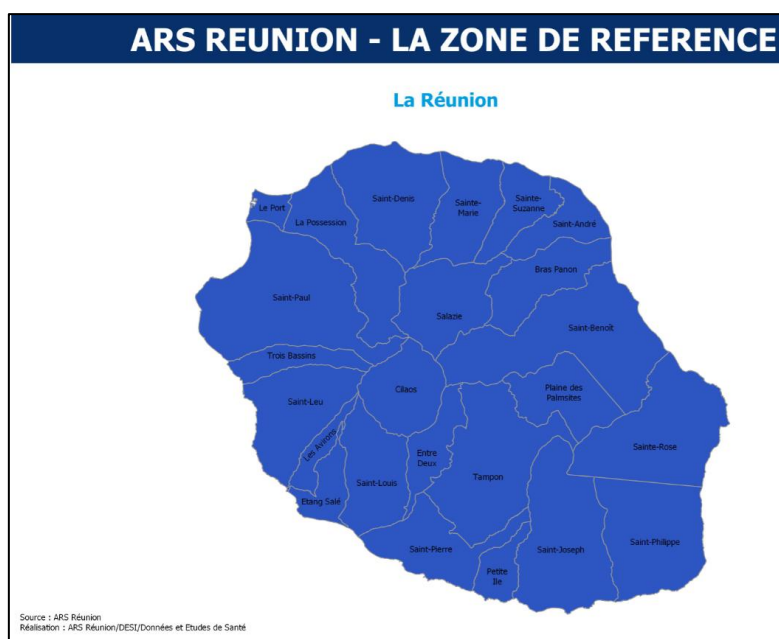 ARS REUNION - LA ZONE DE REFERENCE
La Réunion
Saint-Denis
Sainte-
Marie
Sainte-
Suzanne
Le Port
La Possession
Saint-André
Bras Panon
Saint-Paul
Salazie
Saint-Benoît
Trois Bassins
Cilaos
Plaine des
Palmsites
Saint-Leu
Les Avirons
Sainte-Rose
Entre
Deux
Tampon
Saint-Louis
Etang Salé
Saint-Philippe
Saint-Pierre
Saint-Joseph
Petite
Ile
Source : ARS Réunion
Réalisation : ARS Réunion/DESI/Données et Etudes de Santé